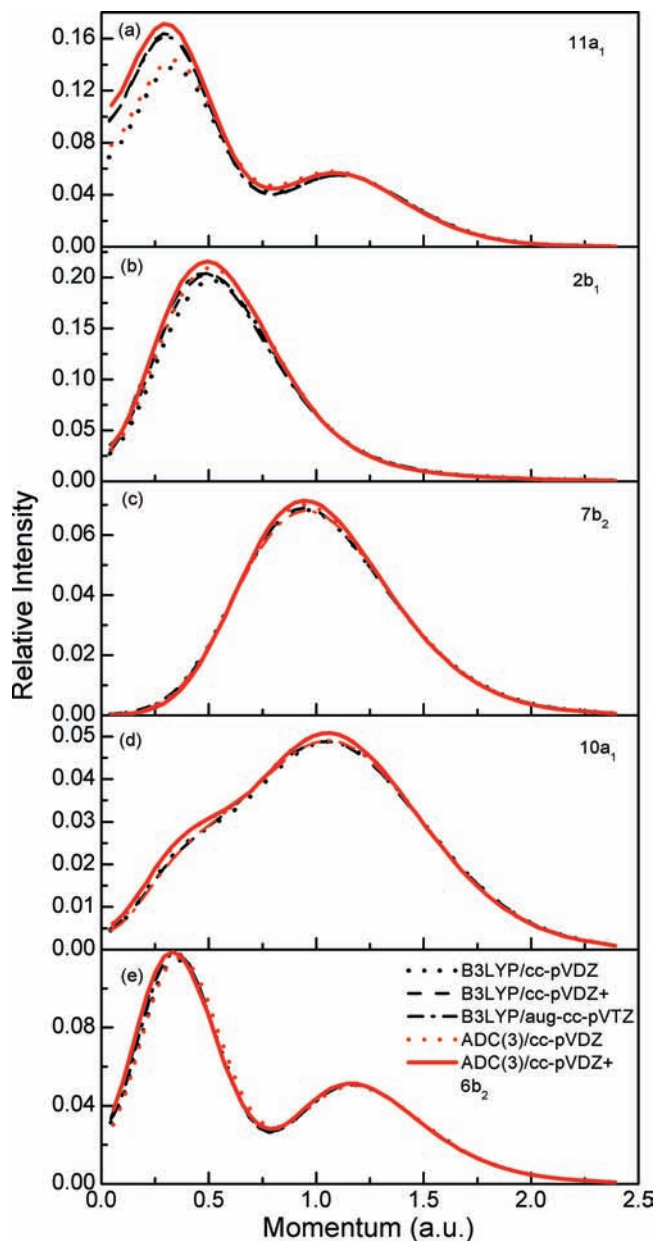 (a)
11a₁
0.16
0.12
0.08
0.04
0.00
(b)
2b₁
0.20
0.15
0.10
0.05
0.00
(c)
7b₂
0.06
0.04
0.02
0.00
Relative Intensity
(d)
10a₁
0.05
0.04
0.03
0.02
0.01
0.00
(e)
B3LYP/cc-pVDZ
B3LYP/cc-pVDZ+
B3LYP/aug-cc-pVTZ
ADC(3)/cc-pVDZ
ADC(3)/cc-pVDZ+
6b₂
0.08
0.04
0.00
0.0 0.5 1.0 1.5 2.0 2.5
Momentum (a.u.)